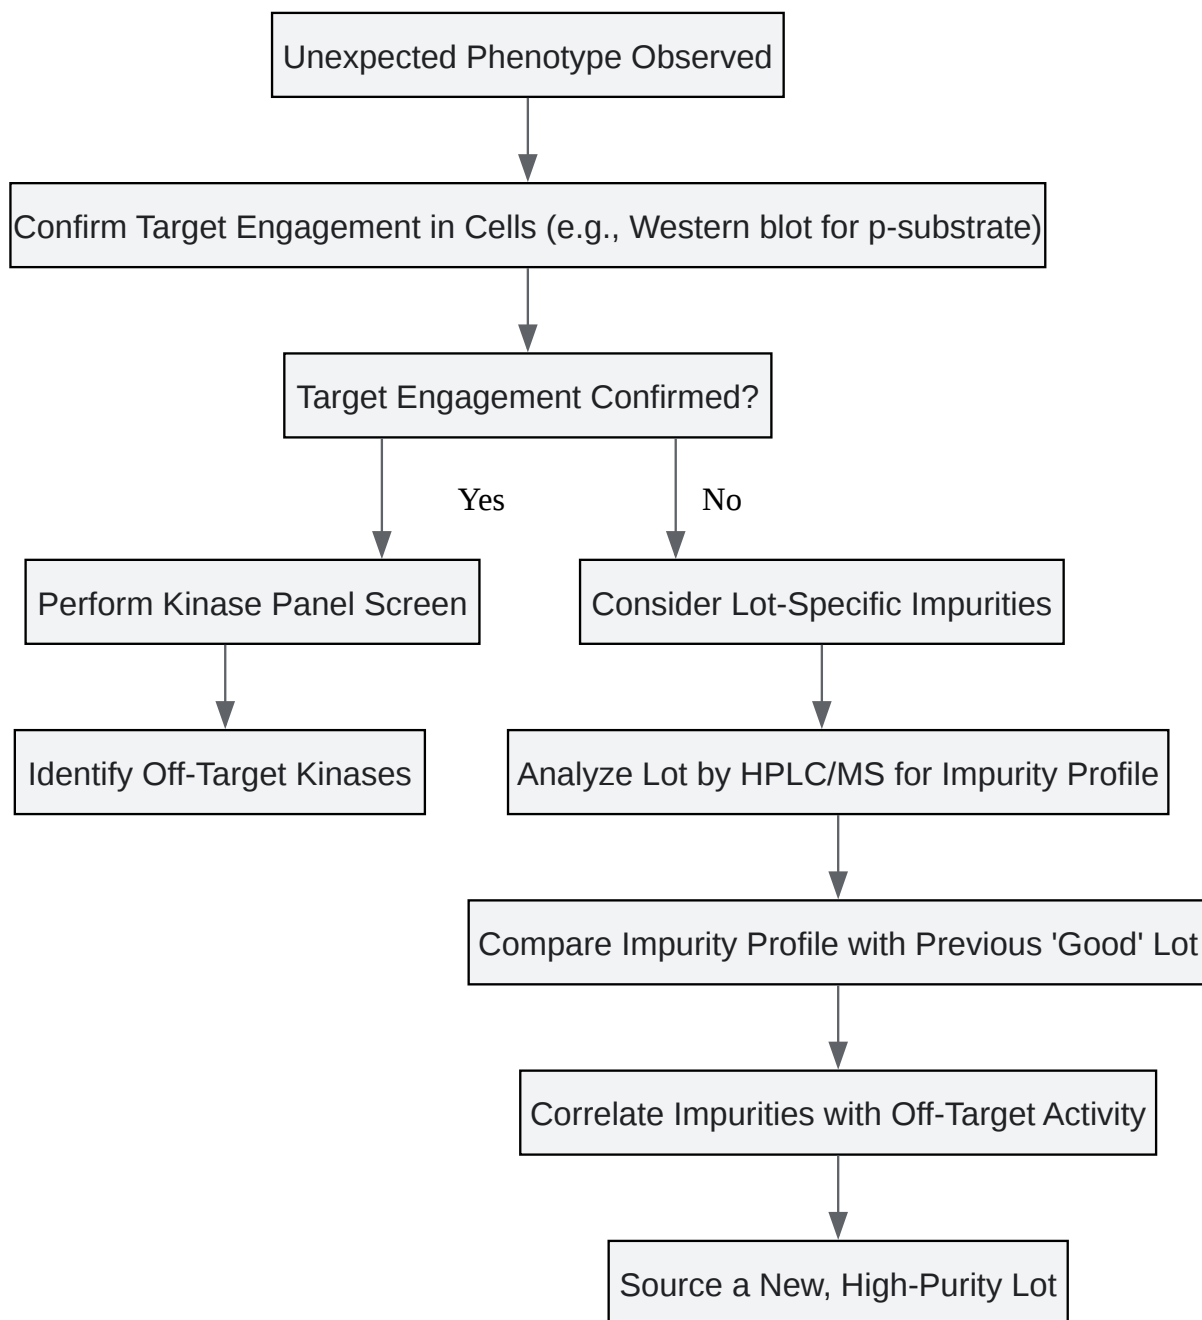 Unexpected Phenotype Observed
Confirm Target Engagement in Cells (e.g., Western blot for p-substrate)
Target Engagement Confirmed?
Yes
No
Perform Kinase Panel Screen
Consider Lot-Specific Impurities
Identify Off-Target Kinases
Analyze Lot by HPLC/MS for Impurity Profile
Compare Impurity Profile with Previous 'Good' Lot
Correlate Impurities with Off-Target Activity
Source a New, High-Purity Lot